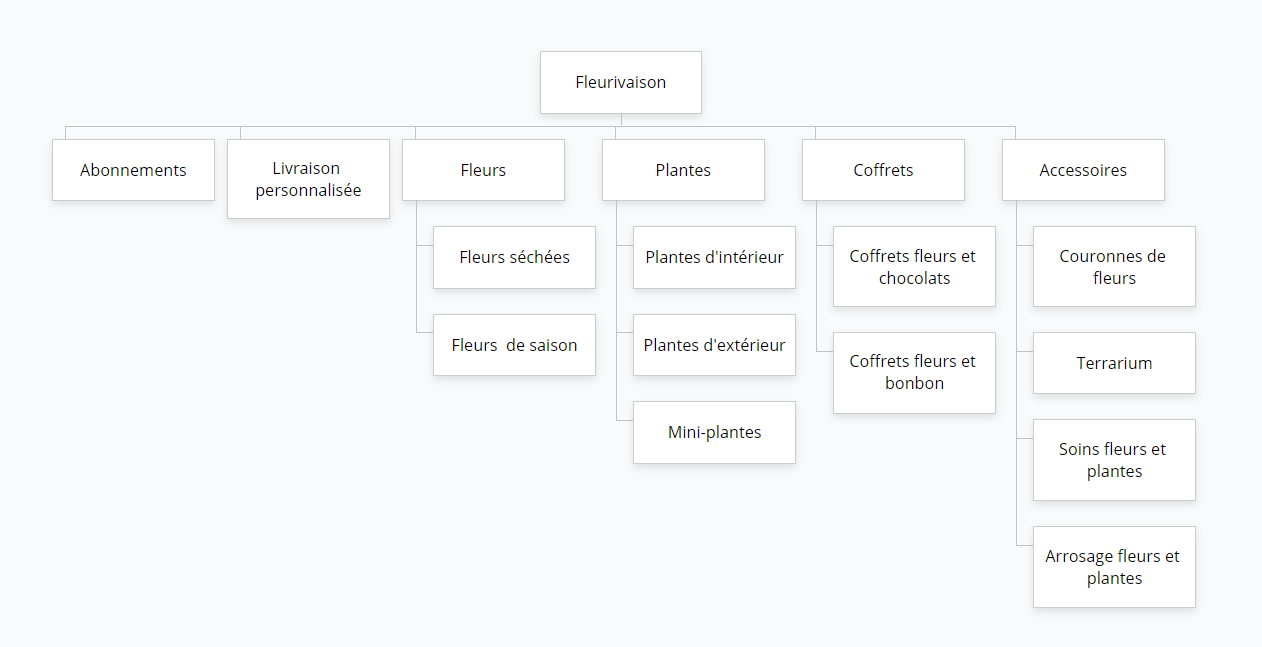 Fleurivaison
Abonnements
Livraison
personnalisée
Fleurs
Plantes
Coffrets
Accessoires
Fleurs séchées
Fleurs  de saison
Plantes d'intérieur
Plantes d'extérieur
Mini-plantes
Coffrets fleurs et
chocolats
Coffrets fleurs et
bonbon
Couronnes de
fleurs
Terrarium
Soins fleurs et
plantes
Arrosage fleurs et
plantes